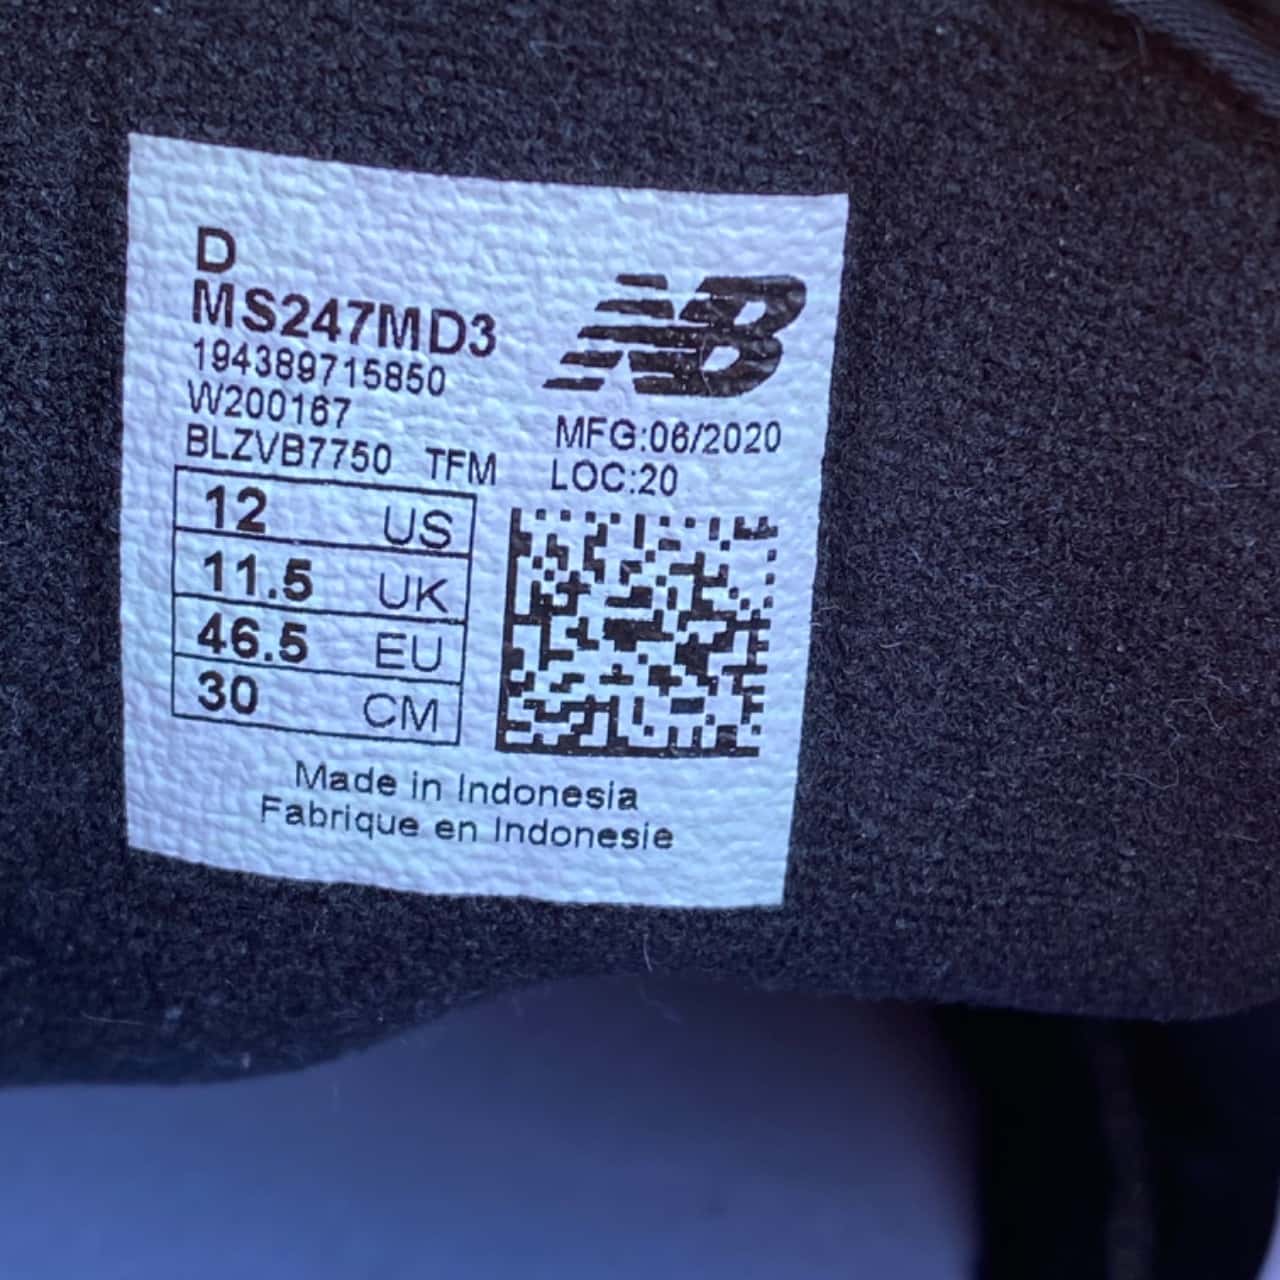 D
MS247MD3
194389715850
W200167
BLZVB7750 TFM
NB
MFG:06/2020
LOC:20
12 US
11.5 UK
46.5 EU
30 CM
Made in Indonesia
Fabrique en Indonesie